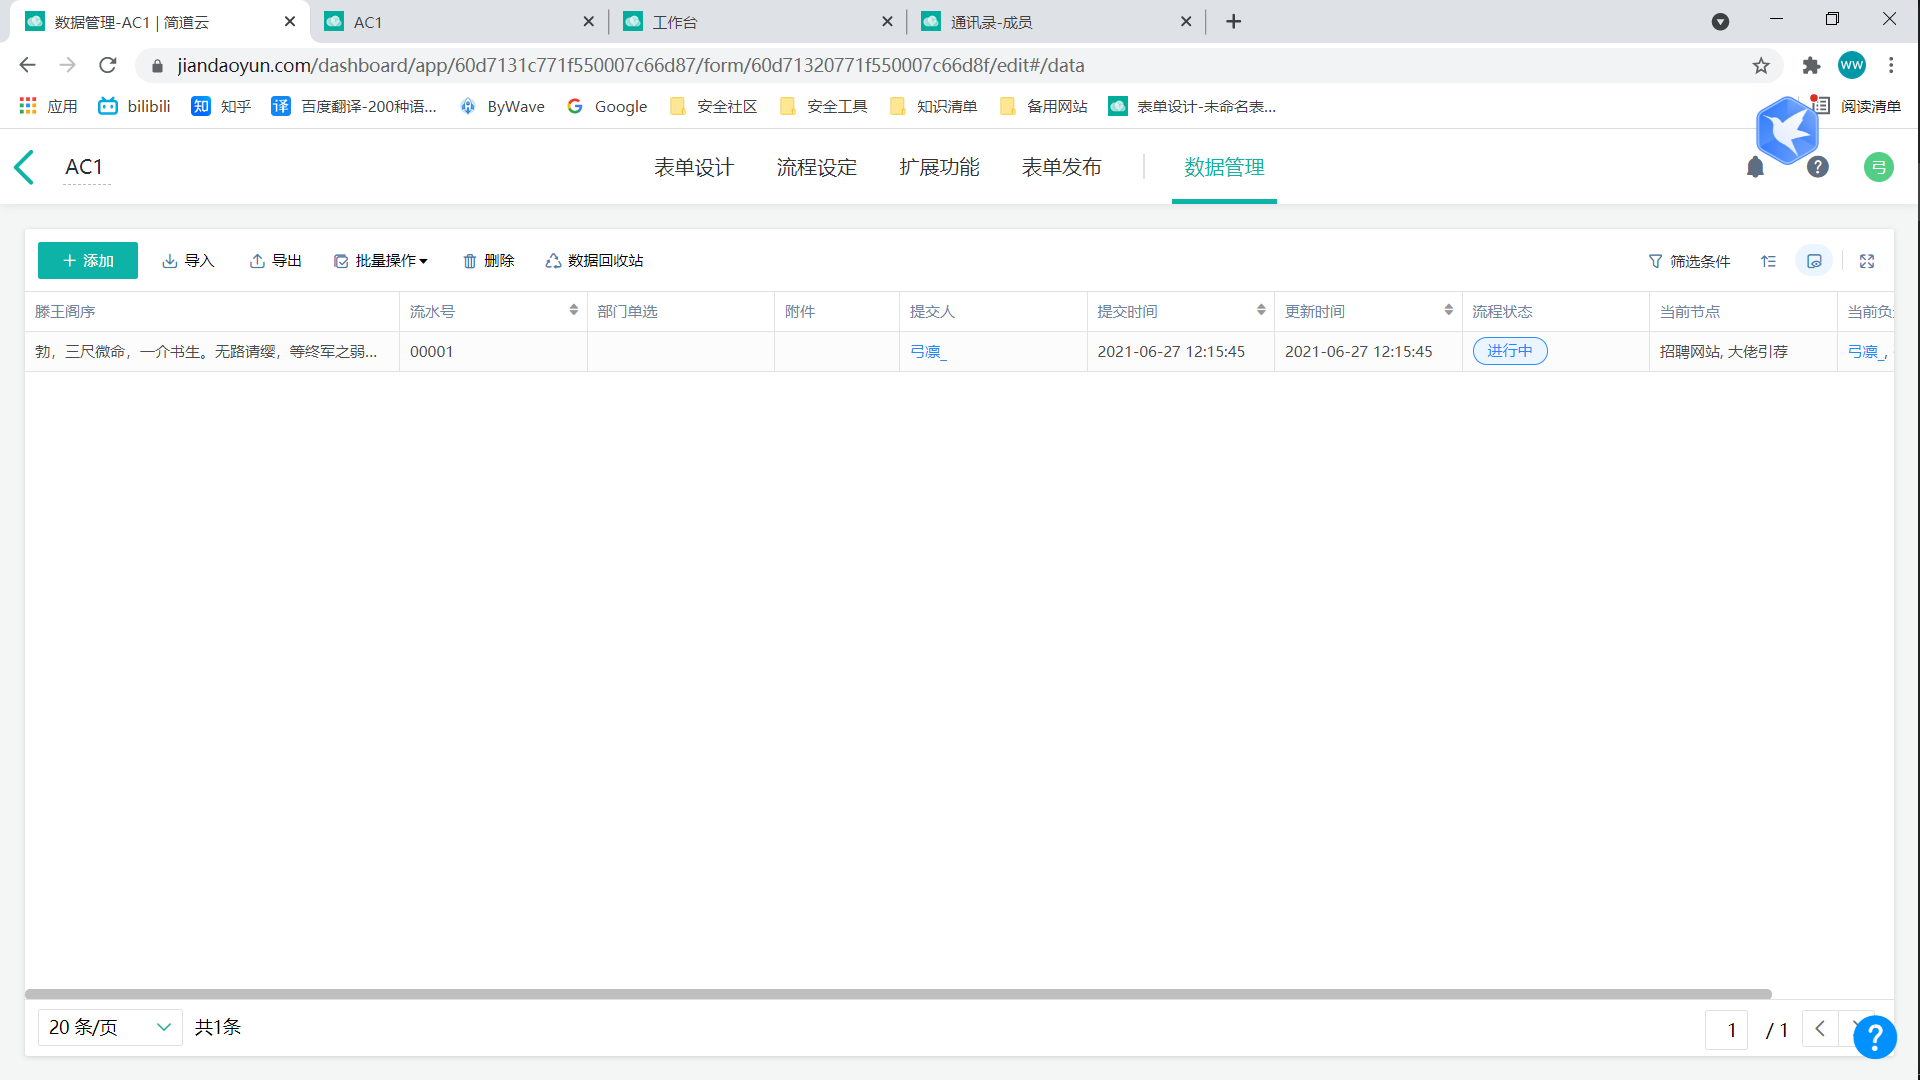 数据管理-AC1 | 简道云
AC1
工作台
通讯录-成员
jiandaoyun.com/dashboard/app/60d7131c771f550007c66d87/form/60d71320771f550007c66d8f/edit#/data
WW
应用
bilibili
知 知乎
译 百度翻译-200种语...
ByWave
Google
安全社区
安全工具
知识清单
备用网站
表单设计-未命名表...
阅读清单
AC1
表单设计
流程设定
扩展功能
表单发布
数据管理
弓
添加
导入
导出
批量操作
删除
数据回收站
筛选条件
滕王阁序 流水号 部门单选 附件 提交人 提交时间 更新时间 流程状态 当前节点 当前负
勃，三尺微命，一介书生。无路请缨，等终军之弱... 00001 弓凛_ 2021-06-27 12:15:45 2021-06-27 12:15:45 进行中 招聘网站, 大佬引荐 弓凛_,
20 条/页 共1条
1 / 1